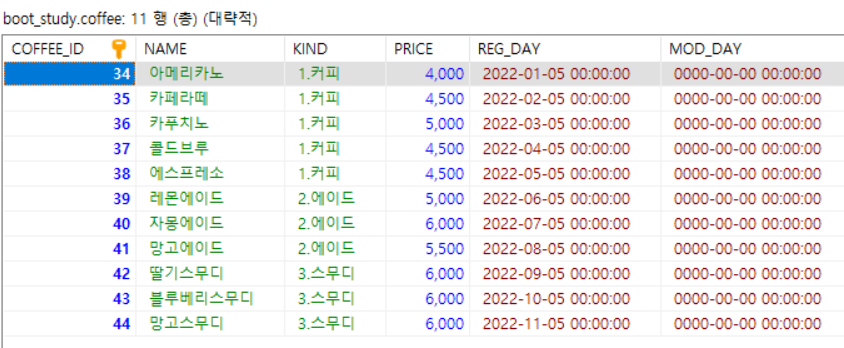 boot_study.coffee: 11 행 (총) (대략적)
COFFEE_ID NAME KIND PRICE REG_DAY MOD_DAY
34 아메리카노 1.커피 4,000 2022-01-05 00:00:00 0000-00-00 00:00:00
35 카페라떼 1.커피 4,500 2022-02-05 00:00:00 0000-00-00 00:00:00
36 카푸치노 1.커피 5,000 2022-03-05 00:00:00 0000-00-00 00:00:00
37 콜드브루 1.커피 4,500 2022-04-05 00:00:00 0000-00-00 00:00:00
38 에스프레소 1.커피 4,500 2022-05-05 00:00:00 0000-00-00 00:00:00
39 레몬에이드 2.에이드 5,000 2022-06-05 00:00:00 0000-00-00 00:00:00
40 자몽에이드 2.에이드 6,000 2022-07-05 00:00:00 0000-00-00 00:00:00
41 망고에이드 2.에이드 5,500 2022-08-05 00:00:00 0000-00-00 00:00:00
42 딸기스무디 3.스무디 6,000 2022-09-05 00:00:00 0000-00-00 00:00:00
43 블루베리스무디 3.스무디 6,000 2022-10-05 00:00:00 0000-00-00 00:00:00
44 망고스무디 3.스무디 6,000 2022-11-05 00:00:00 0000-00-00 00:00:00